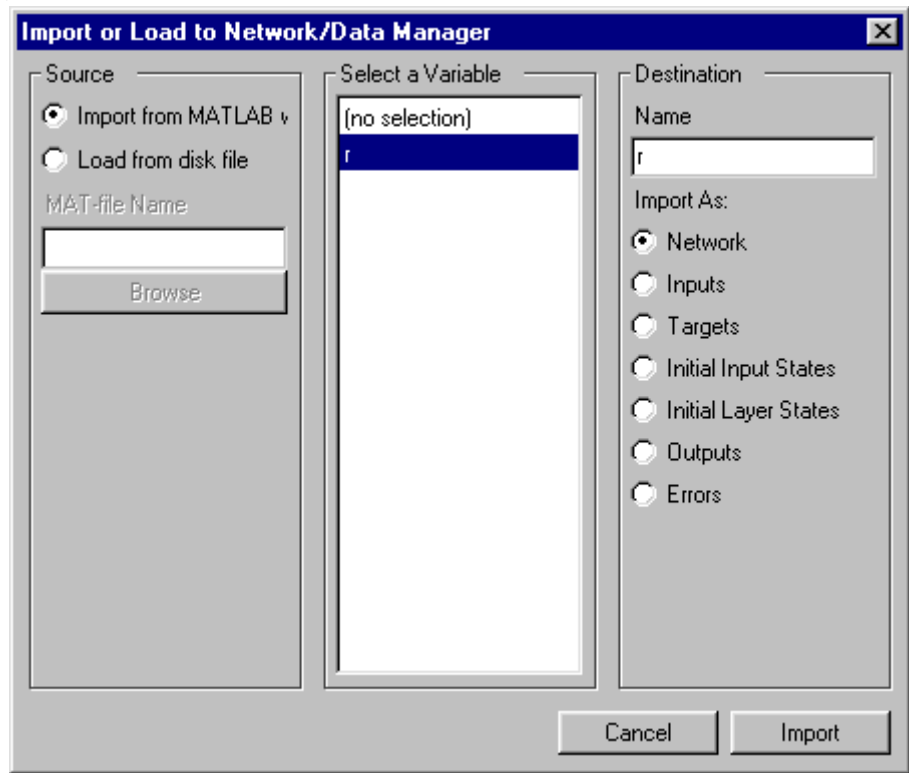 Import or Load to Network/Data Manager
Source
Import from MATLAB
Load from disk file
MAT-file Name
Browse
Select a Variable
(no selection)
r
Destination
Name
r
Import As:
Network
Inputs
Targets
Initial Input States
Initial Layer States
Outputs
Errors
Cancel
Import